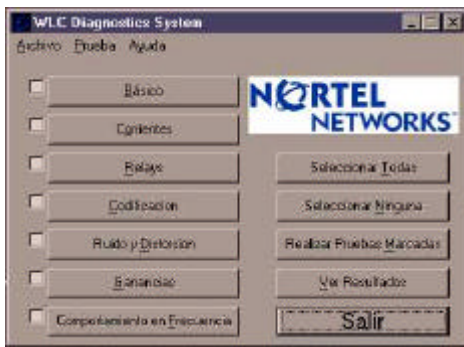 WLC Diagnostics System
Archivo Prueba Ayuda
Básico
Corrientes
Relays
Codificacion
Ruido y Distorsion
Ganancias
Comportamiento en Frecuencia
NORTEL
NETWORKS
Seleccionar Todas
Seleccionar Ninguna
Realizar Pruebas Marcadas
Ver Resultados
Salir